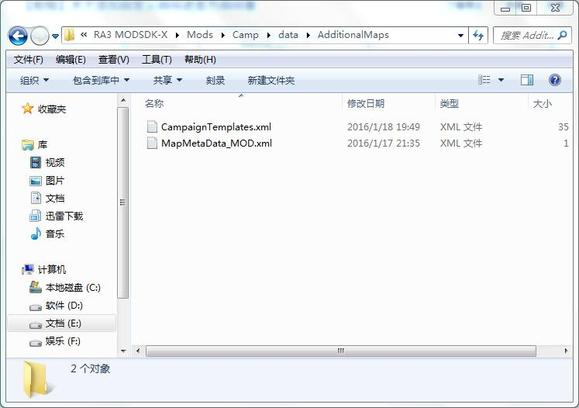 « RA3 MODSDK-X ▸ Mods ▸ Camp ▸ data ▸ AdditionalMaps
搜索 Addit...
文件(F) 编辑(E) 查看(V) 工具(T) 帮助(H)
组织 包含到库中 共享 刻录 新建文件夹
名称 修改日期 类型 大小
收藏夹
CampaignTemplates.xml 2016/1/18 19:49 XML 文件 35
MapMetaData_MOD.xml 2016/1/17 21:35 XML 文件 1
库
视频
图片
文档
迅雷下载
音乐
计算机
本地磁盘 (C:)
软件 (D:)
文档 (E:)
娱乐 (F:)
2 个对象